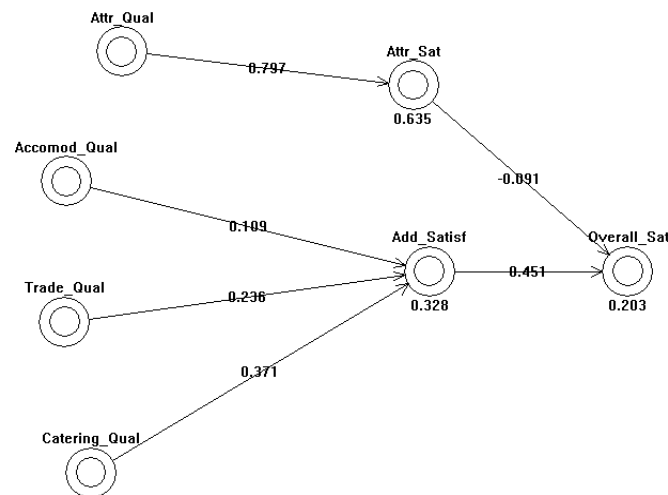 Attr_Qual
Attr_Sat
0.797
0.635
Accomod_Qual
-0.091
0.109
Add_Satisf
Overall_Sat
0.451
Trade_Qual
0.236
0.328
0.203
0.371
Catering_Qual